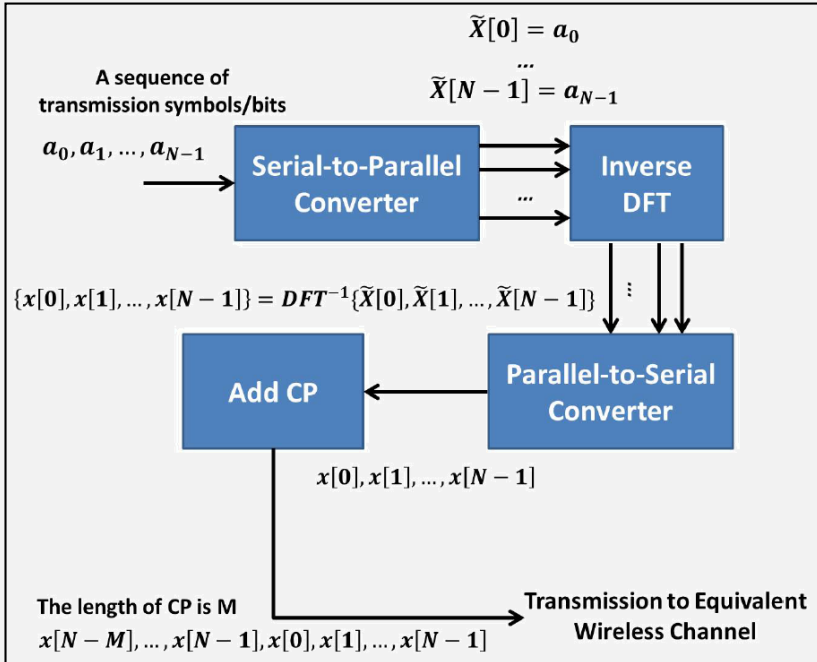 X̃[0] = a₀
...
X̃[N − 1] = a_{N−1}
A sequence of
transmission symbols/bits
a₀, a₁, ..., a_{N−1}
Serial-to-Parallel
Converter
...
Inverse
DFT
{x[0], x[1], ..., x[N − 1]} = DFT⁻¹{X̃[0], X̃[1], ..., X̃[N − 1]}
...
Add CP
Parallel-to-Serial
Converter
x[0], x[1], ..., x[N − 1]
The length of CP is M
x[N − M], ..., x[N − 1], x[0], x[1], ..., x[N − 1]
Transmission to Equivalent
Wireless Channel